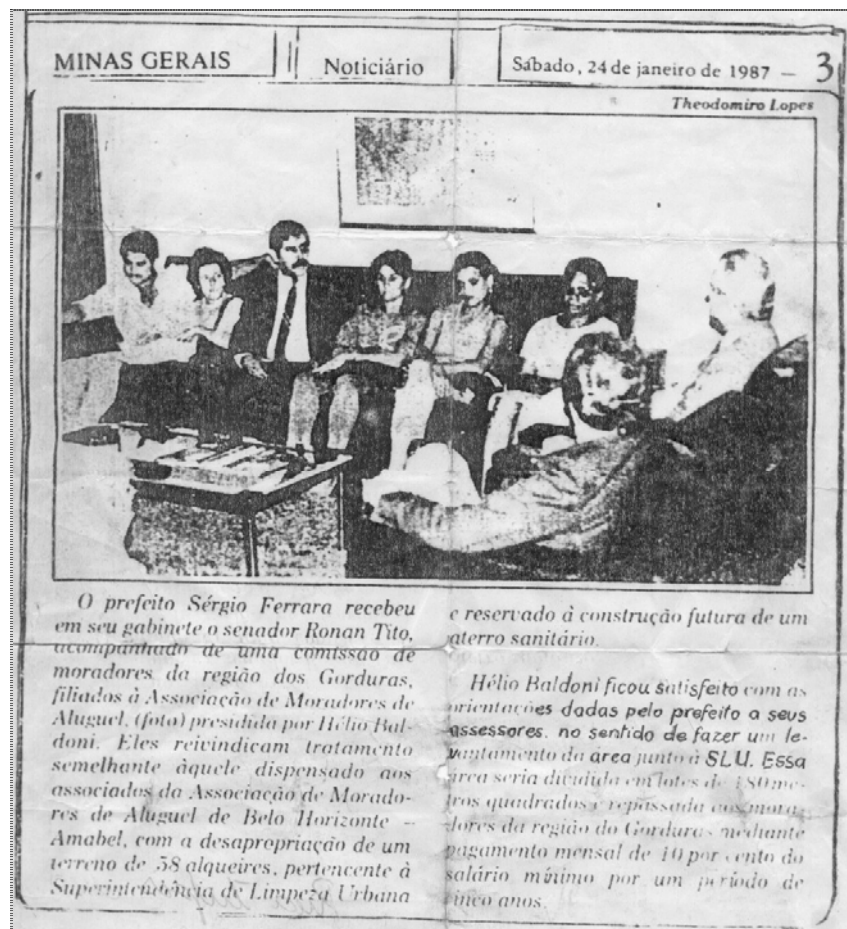 MINAS GERAIS
Noticiário
Sábado, 24 de janeiro de 1987 — 3
Theodomiro Lopes
O prefeito Sérgio Ferrara recebeu
em seu gabinete o senador Ronan Tito,
acompanhado de uma comissão de
moradores da região dos Gorduras,
filiados à Associação de Moradores de
Aluguel, (foto) presidida por Hélio Bal-
doni. Eles reivindicam tratamento
semelhante àquele dispensado aos
associados da Associação de Morado-
res de Aluguel de Belo Horizonte —
Amabel, com a desapropriação de um
terreno de 58 alqueires, pertencente à
Superintendência de Limpeza Urbana
e reservado à construção futura de um
aterro sanitário.
Hélio Baldoni ficou satisfeito com as
orientações dadas pelo prefeito a seus
assessores, no sentido de fazer um le-
vantamento da área junto à SLU. Essa
área seria dividida em lotes de 180 me-
tros quadrados e repassada aos mora-
dores da região do Gorduras mediante
pagamento mensal de 10 por cento do
salário mínimo por um período de
cinco anos.